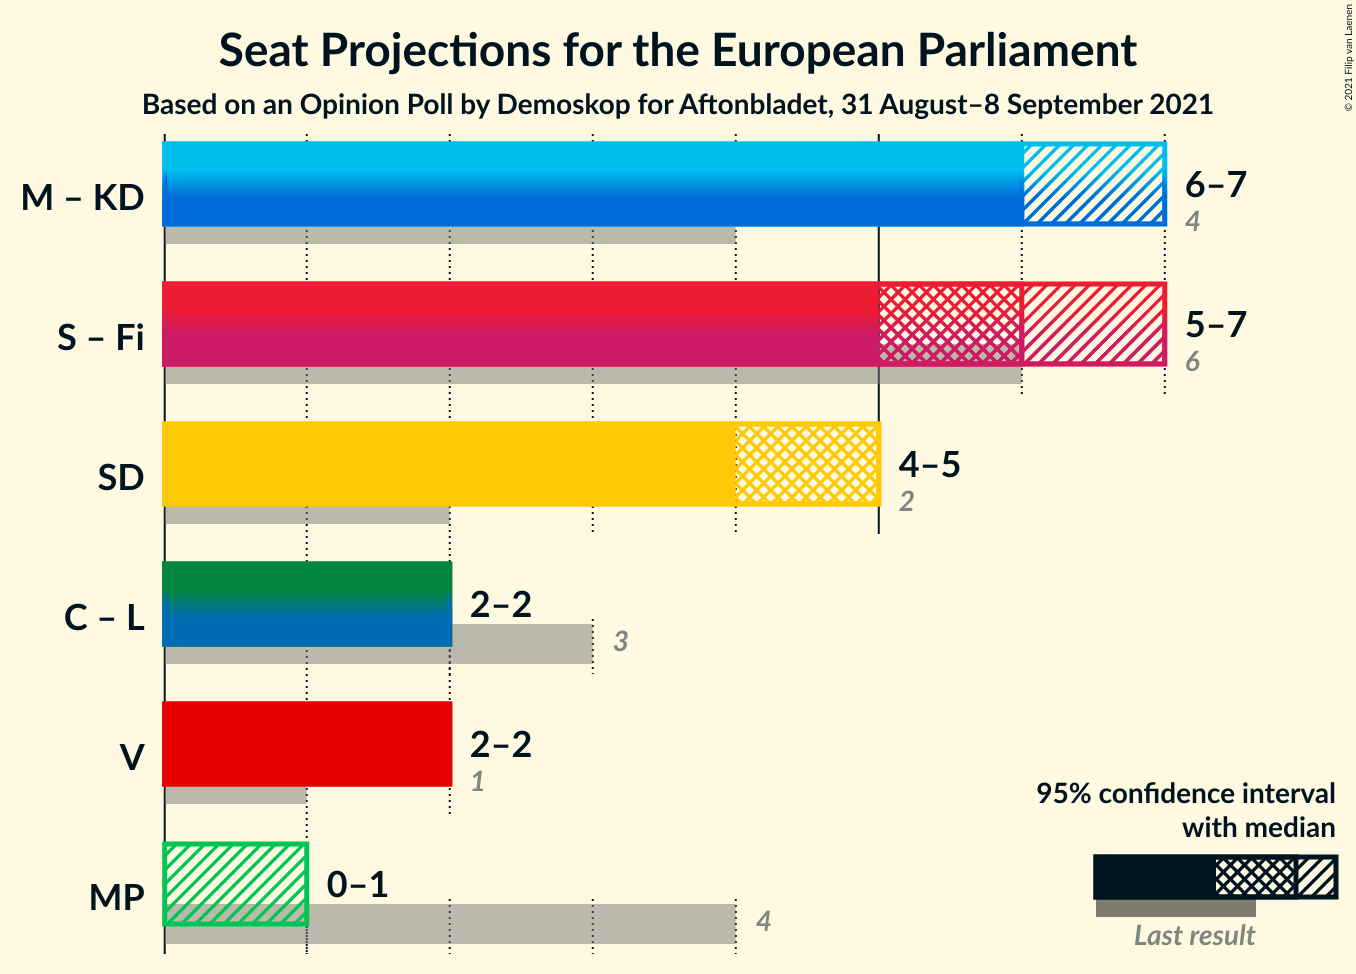 Seat Projections for the European Parliament
Based on an Opinion Poll by Demoskop for Aftonbladet, 31 August–8 September 2021
© 2021 Filip van Laenen
M – KD
6–7
4
S – Fi
5–7
6
SD
4–5
2
C – L
2–2
3
V
2–2
1
MP
0–1
4
95% confidence interval
with median
Last result